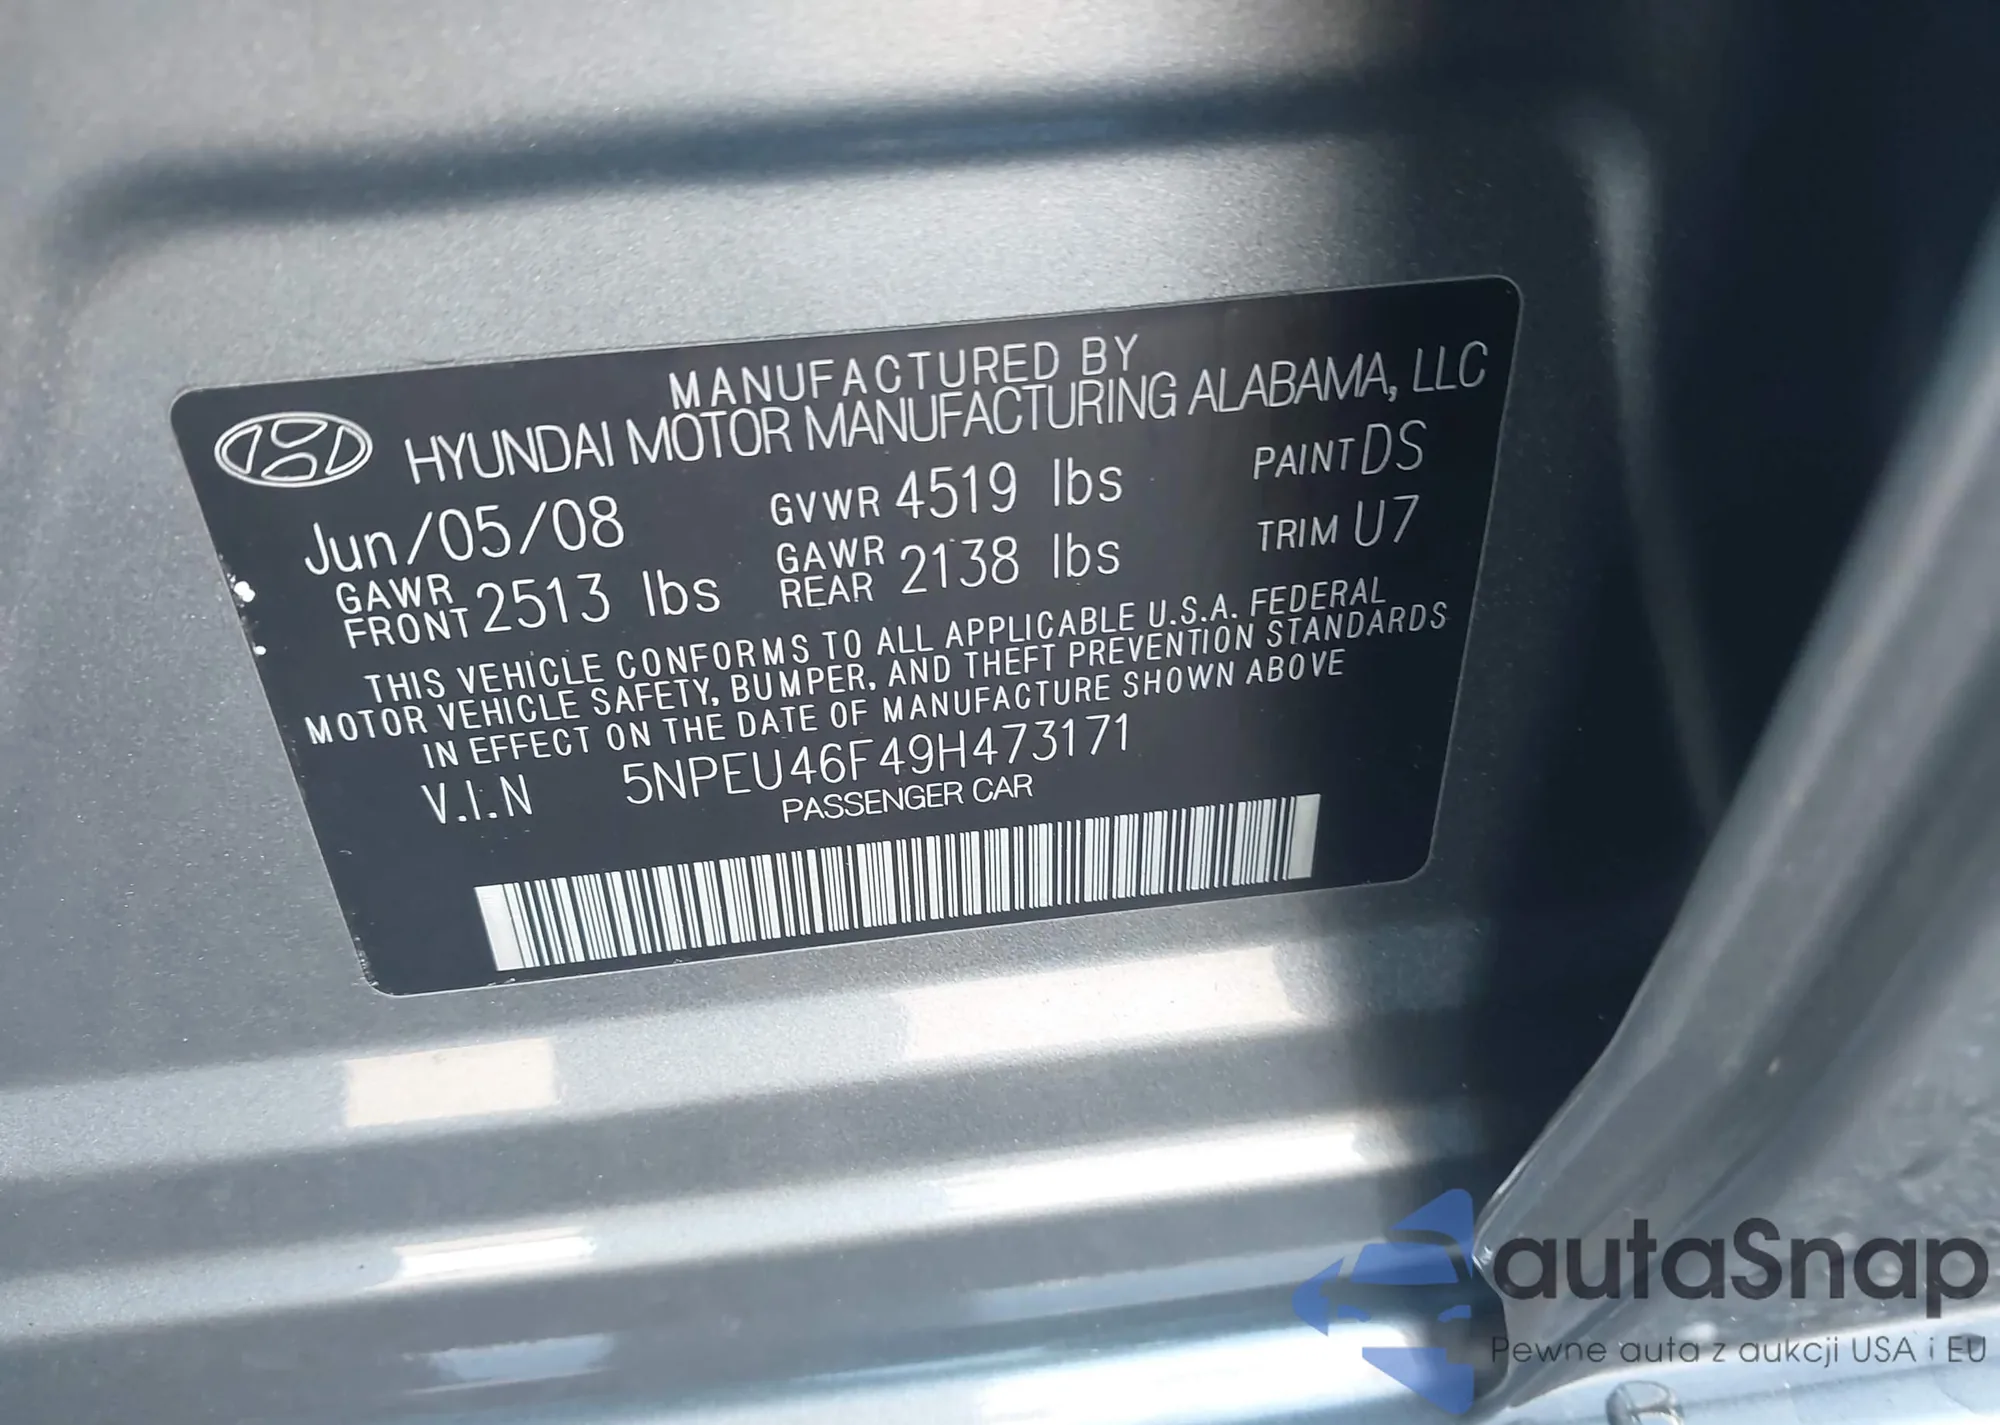 MANUFACTURED BY
HYUNDAI MOTOR MANUFACTURING ALABAMA, LLC
Jun/05/08 GVWR 4519 lbs PAINT DS
GAWR FRONT 2513 lbs GAWR REAR 2138 lbs TRIM U7
THIS VEHICLE CONFORMS TO ALL APPLICABLE U.S.A. FEDERAL
MOTOR VEHICLE SAFETY, BUMPER, AND THEFT PREVENTION STANDARDS
IN EFFECT ON THE DATE OF MANUFACTURE SHOWN ABOVE
V.I.N 5NPEU46F49H473171
PASSENGER CAR
autaSnap
Pewne auta z aukcji USA i EU